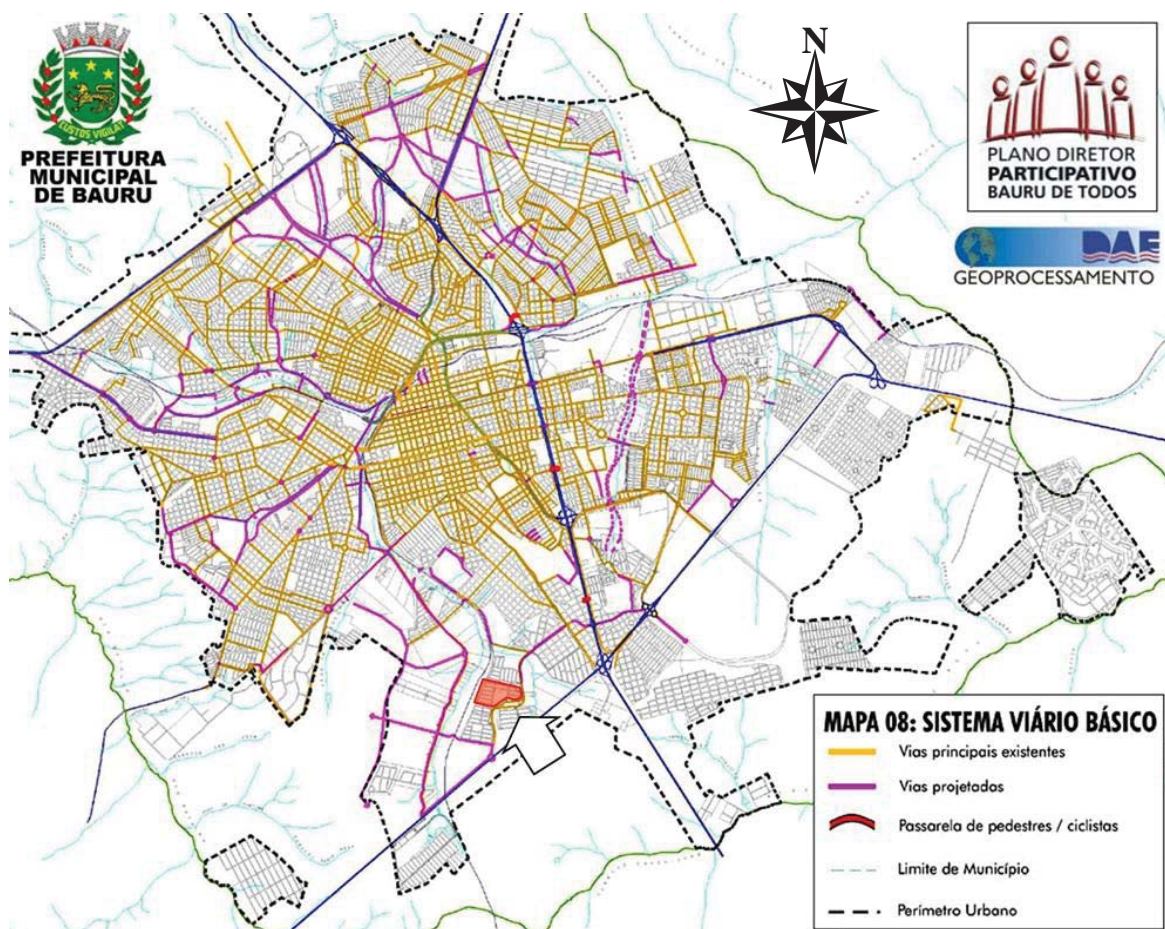 CUSTOS VIGILAT
PREFEITURA
MUNICIPAL
DE BAURU
N
PLANO DIRETOR
PARTICIPATIVO
BAURU DE TODOS
DAE
GEOPROCESSAMENTO
MAPA 08: SISTEMA VIÁRIO BÁSICO
Vias principais existentes
Vias projetadas
Passarela de pedestres / ciclistas
Limite de Município
Perímetro Urbano